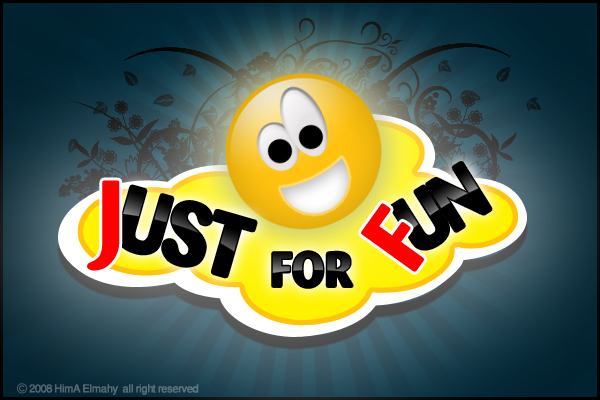 JUST FOR FUN
© 2008 HimA Elmahy all right reserved